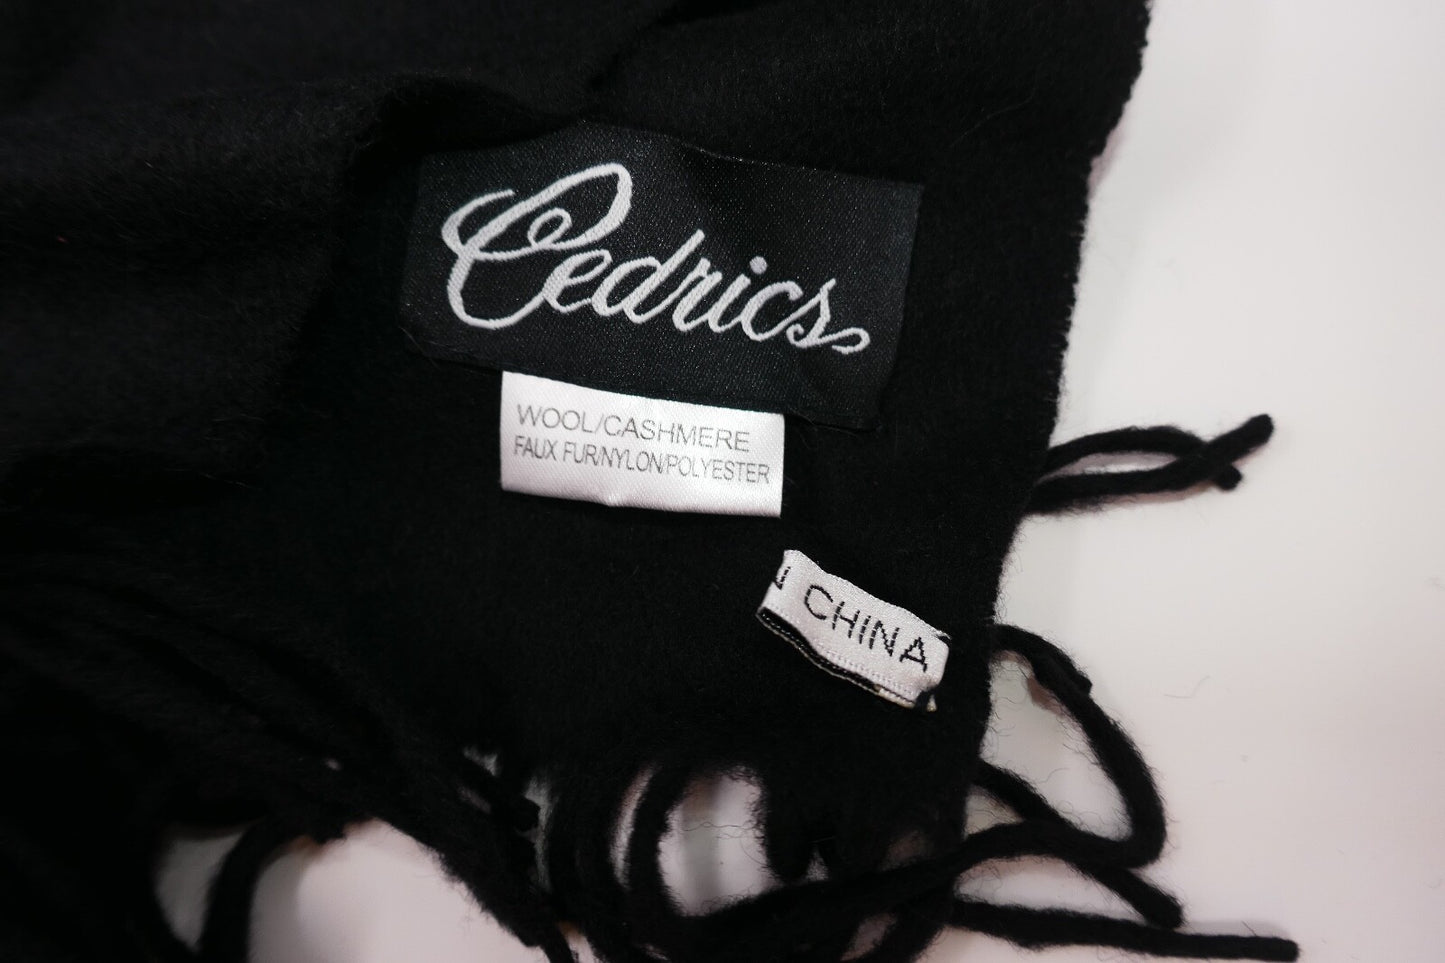 Cedrics
WOOL/CASHMERE
FAUX FUR/NYLON/POLYESTER
CHINA